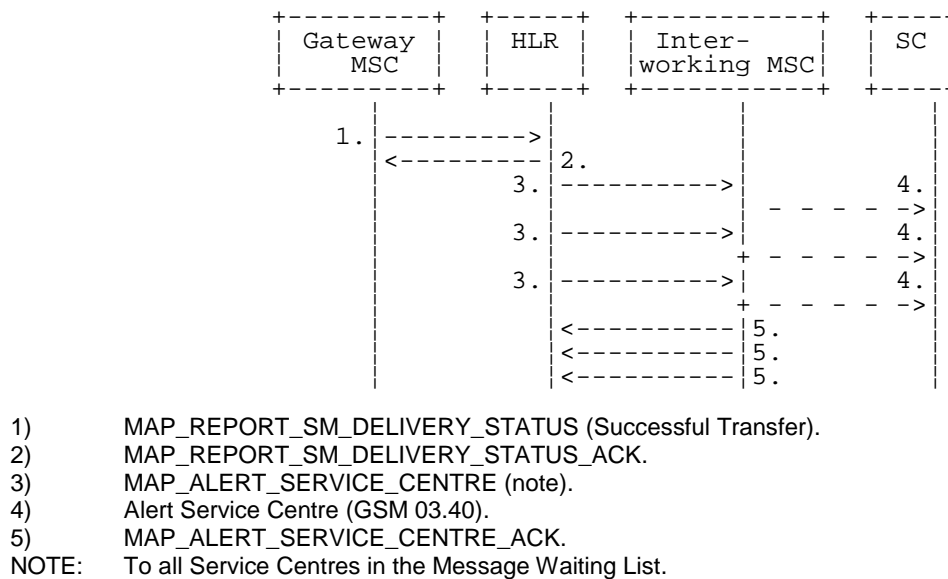 +----------+  +-----+  +------------+  +-----
¦ Gateway  ¦  ¦ HLR ¦  ¦ Inter-     ¦  ¦ SC
¦     MSC  ¦  ¦     ¦  ¦working MSC¦  ¦
+----------+  +-----+  +------------+  +-----
1.¦--------->¦
¦<---------¦2.
3.¦---------->¦ 4.
¦ - - - - ->¦
3.¦---------->¦ 4.
+ - - - - ->¦
3.¦---------->¦ 4.
+ - - - - ->¦
¦<----------¦5.
¦<----------¦5.
¦<----------¦5.
1) MAP_REPORT_SM_DELIVERY_STATUS (Successful Transfer).
2) MAP_REPORT_SM_DELIVERY_STATUS_ACK.
3) MAP_ALERT_SERVICE_CENTRE (note).
4) Alert Service Centre (GSM 03.40).
5) MAP_ALERT_SERVICE_CENTRE_ACK.
NOTE: To all Service Centres in the Message Waiting List.